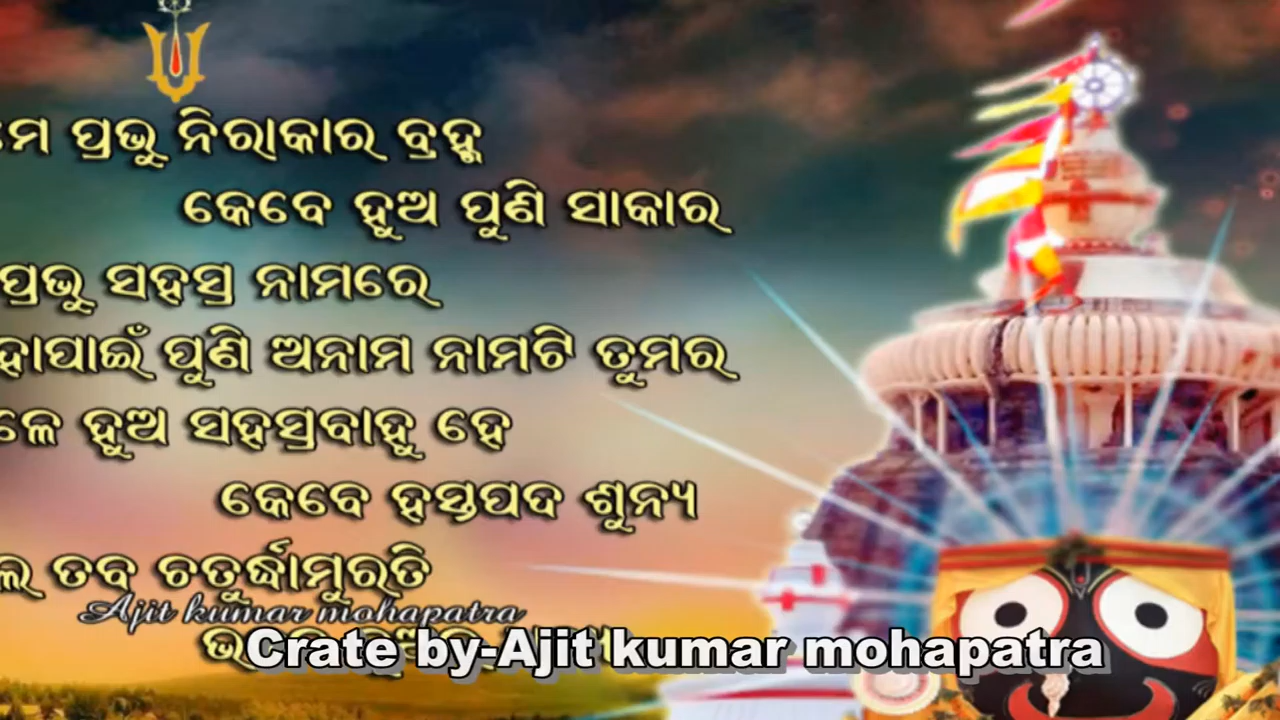 ପ୍ରଭୁ ନିରାକାର ବ୍ରହ୍ମ
କେବେ ହୁଅ ପୁଣି ସାକାର
ପ୍ରଭୁ ସହସ୍ର ନାମରେ
ପୁଣି ଅନାମ ନାମଟି ତୁମର
ହୁଅ ସହସ୍ରବାହୁ ହେ
କେବେ ହସ୍ତପଦ ଶୁନ୍ୟ
ତବ ଚତୁର୍ଦ୍ଧାମୁରତି
Ajit kumar mohapatra
Crate by-Ajit kumar mohapatra